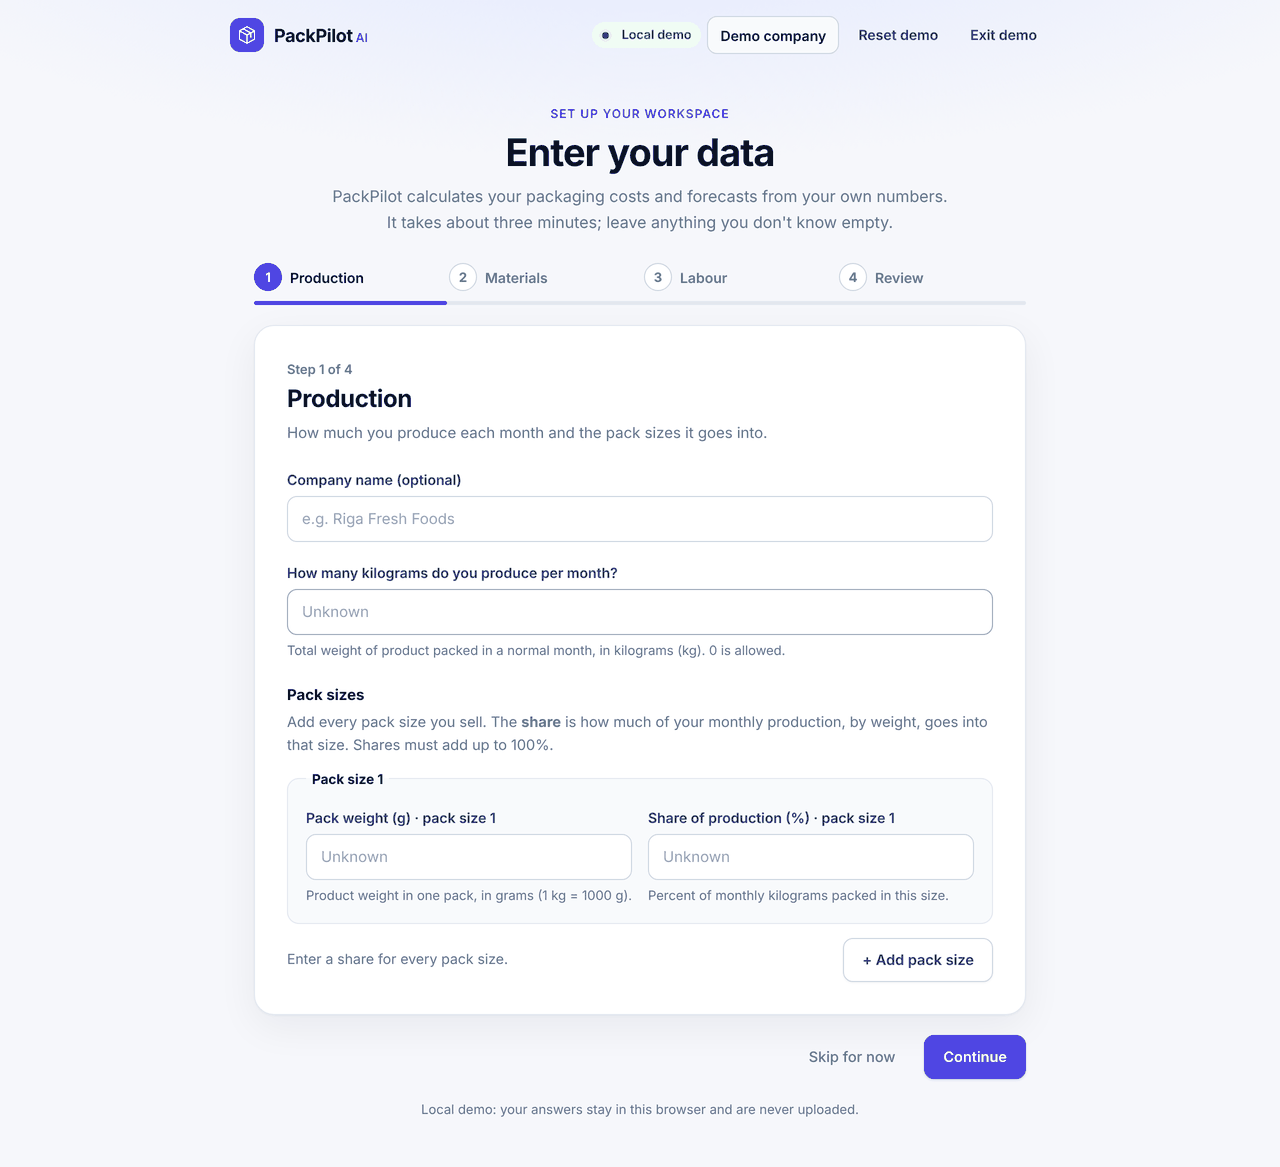 PackPilot AI
Local demo
Demo company
Reset demo
Exit demo
SET UP YOUR WORKSPACE
Enter your data
PackPilot calculates your packaging costs and forecasts from your own numbers.
It takes about three minutes; leave anything you don't know empty.
1 Production
2 Materials
3 Labour
4 Review
Step 1 of 4
Production
How much you produce each month and the pack sizes it goes into.
Company name (optional)
e.g. Riga Fresh Foods
How many kilograms do you produce per month?
Unknown
Total weight of product packed in a normal month, in kilograms (kg). 0 is allowed.
Pack sizes
Add every pack size you sell. The share is how much of your monthly production, by weight, goes into
that size. Shares must add up to 100%.
Pack size 1
Pack weight (g) · pack size 1
Unknown
Product weight in one pack, in grams (1 kg = 1000 g).
Share of production (%) · pack size 1
Unknown
Percent of monthly kilograms packed in this size.
Enter a share for every pack size.
+ Add pack size
Skip for now
Continue
Local demo: your answers stay in this browser and are never uploaded.